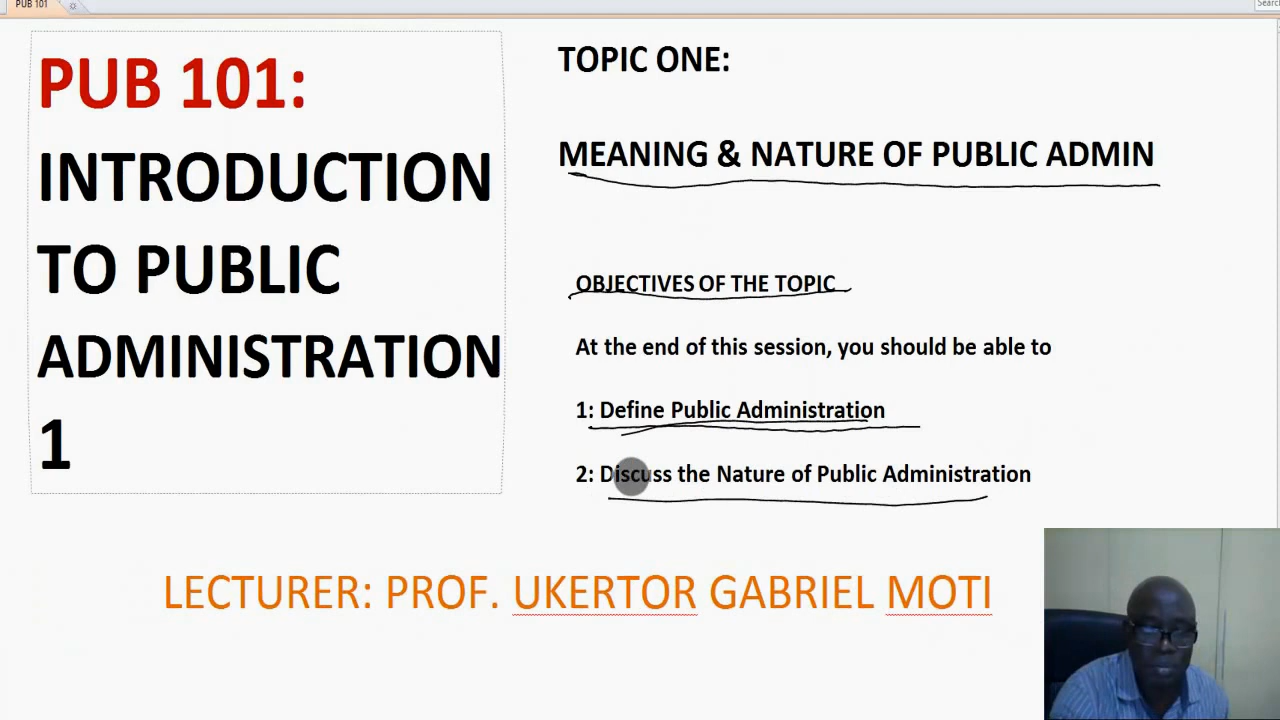 PUB 101
Search
PUB 101:
INTRODUCTION
TO PUBLIC
ADMINISTRATION
1
TOPIC ONE:
MEANING & NATURE OF PUBLIC ADMIN
OBJECTIVES OF THE TOPIC
At the end of this session, you should be able to
1: Define Public Administration
2: Discuss the Nature of Public Administration
LECTURER: PROF. UKERTOR GABRIEL MOTI